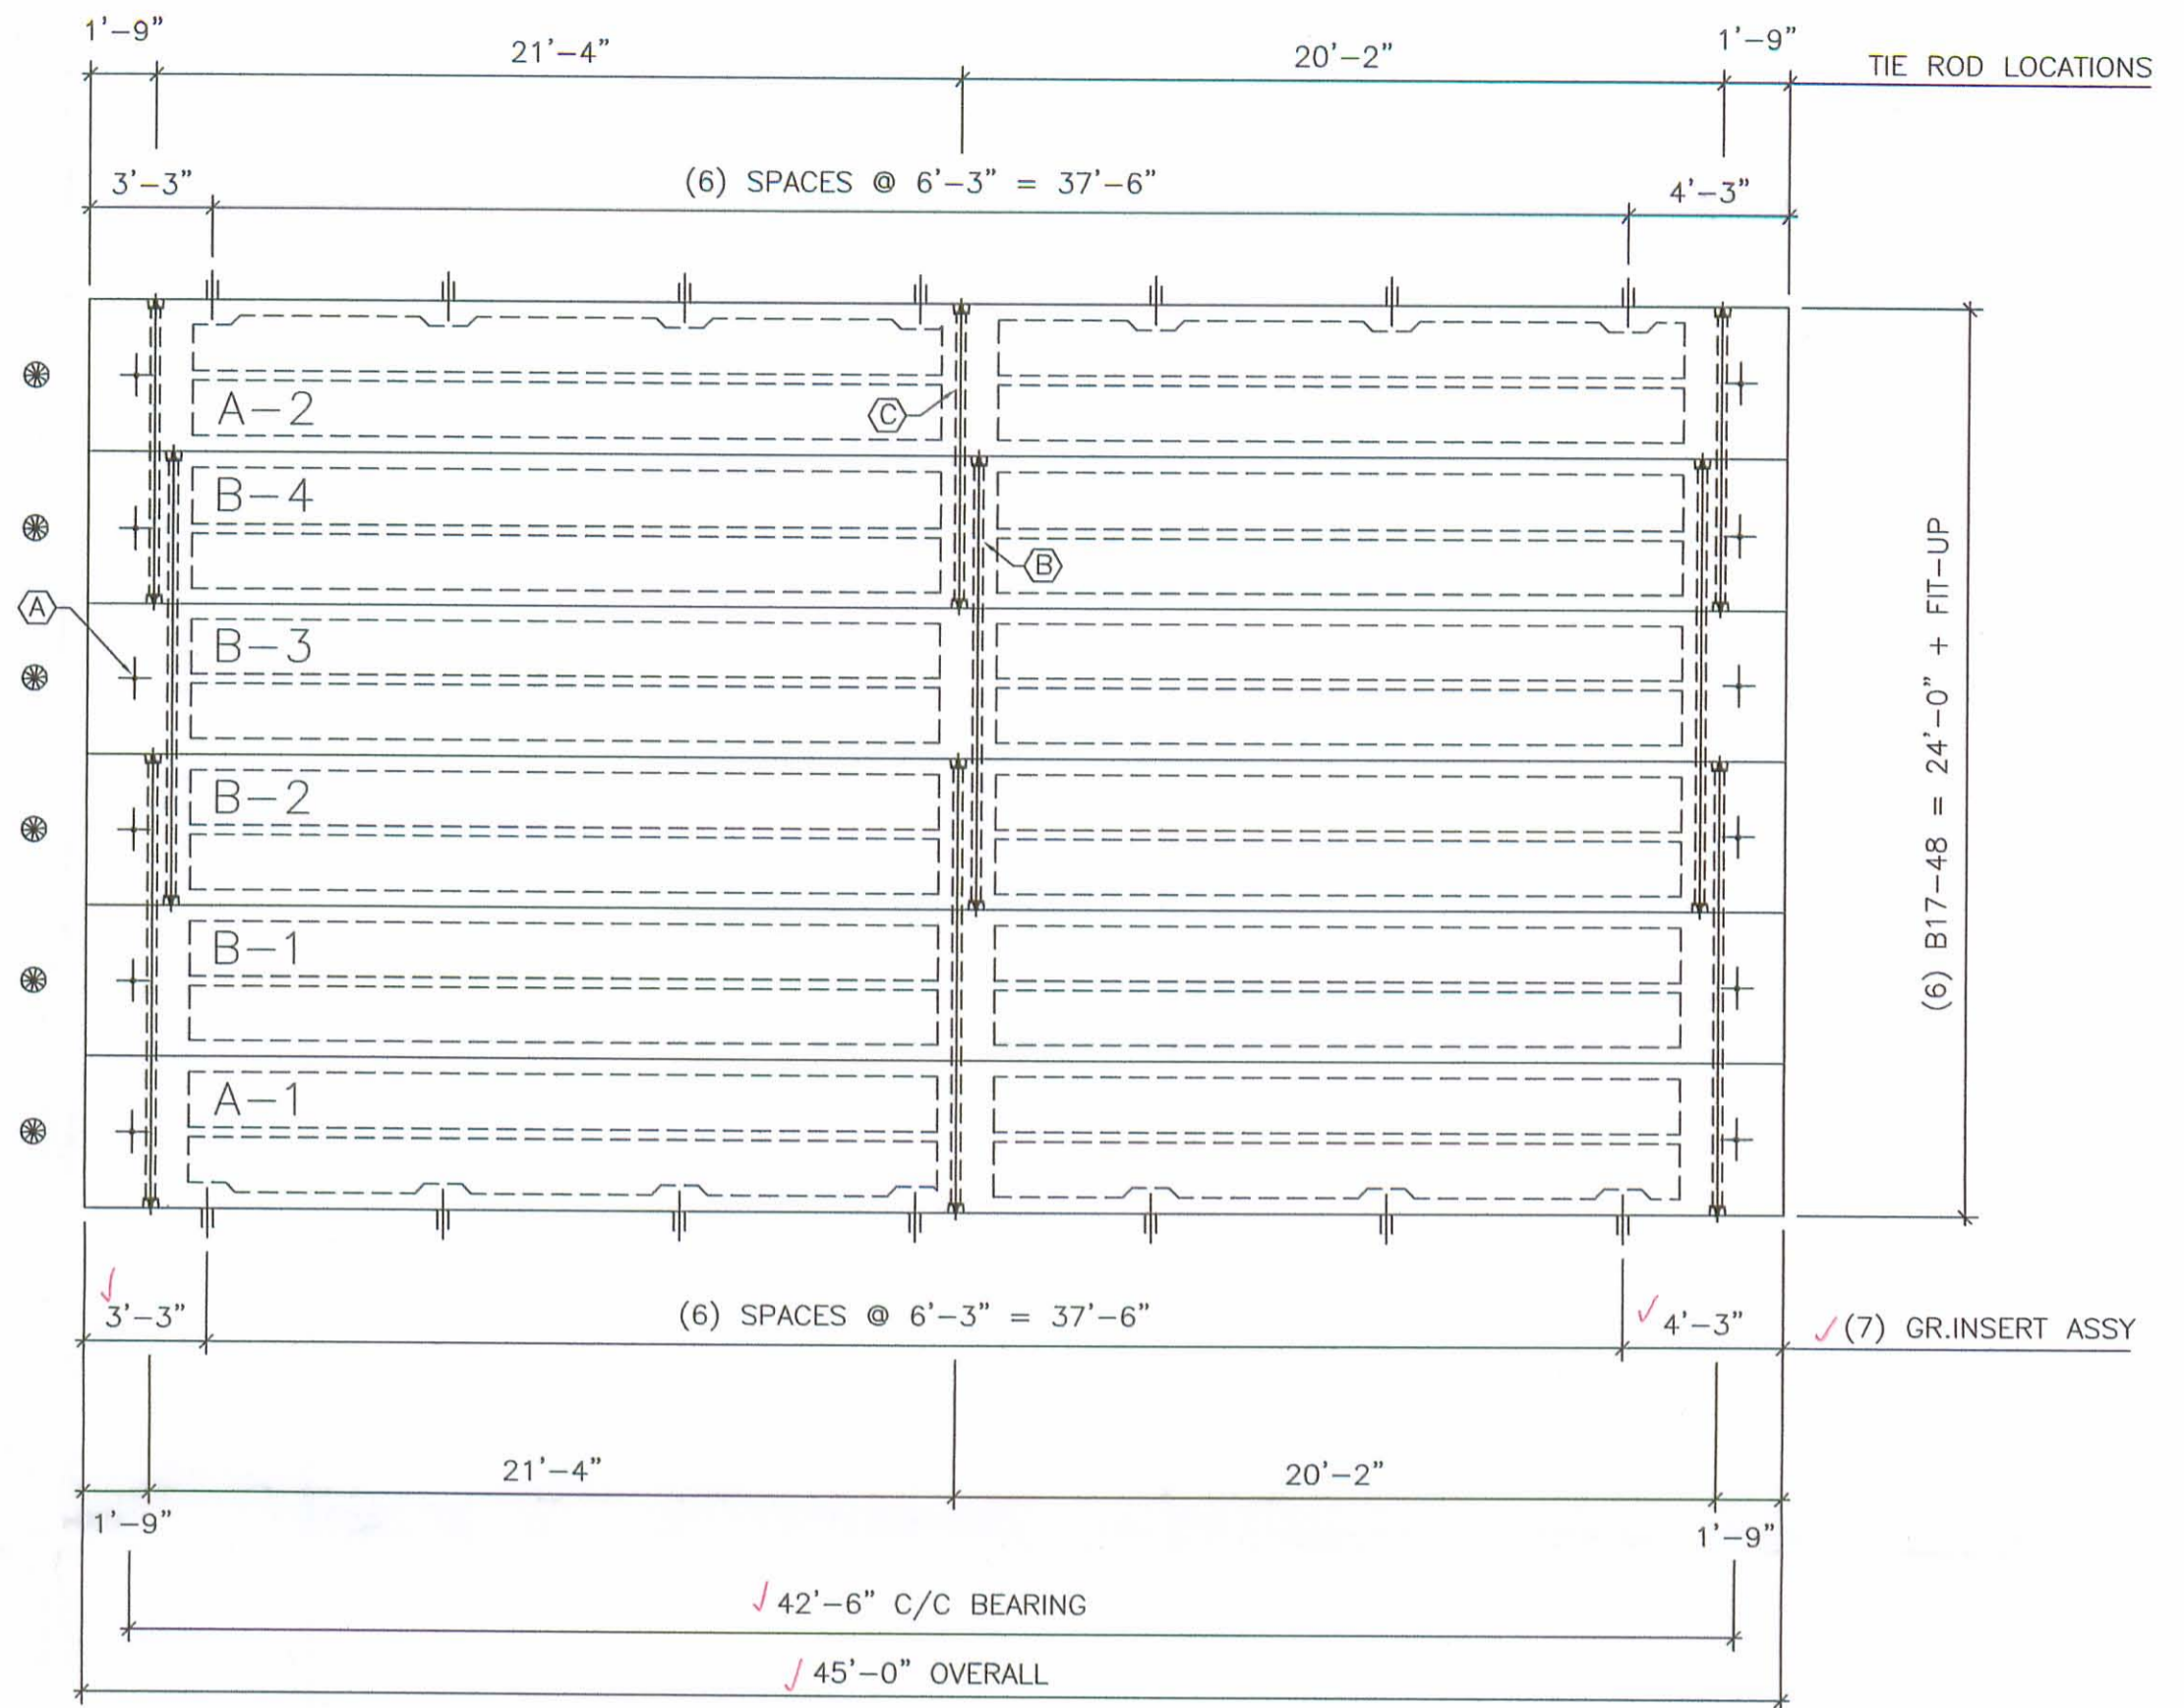 1'-9" 21'-4" 20'-2" 1'-9" TIE ROD LOCATIONS
3'-3" (6) SPACES @ 6'-3" = 37'-6" 4'-3"
A-2
C
B-4
B
A
B-3
B-2
B-1
A-1
(6) B17-48 = 24'-0" + FIT-UP
3'-3" (6) SPACES @ 6'-3" = 37'-6" 4'-3" (7) GR.INSERT ASSY
21'-4" 20'-2"
1'-9" 1'-9"
42'-6" C/C BEARING
45'-0" OVERALL